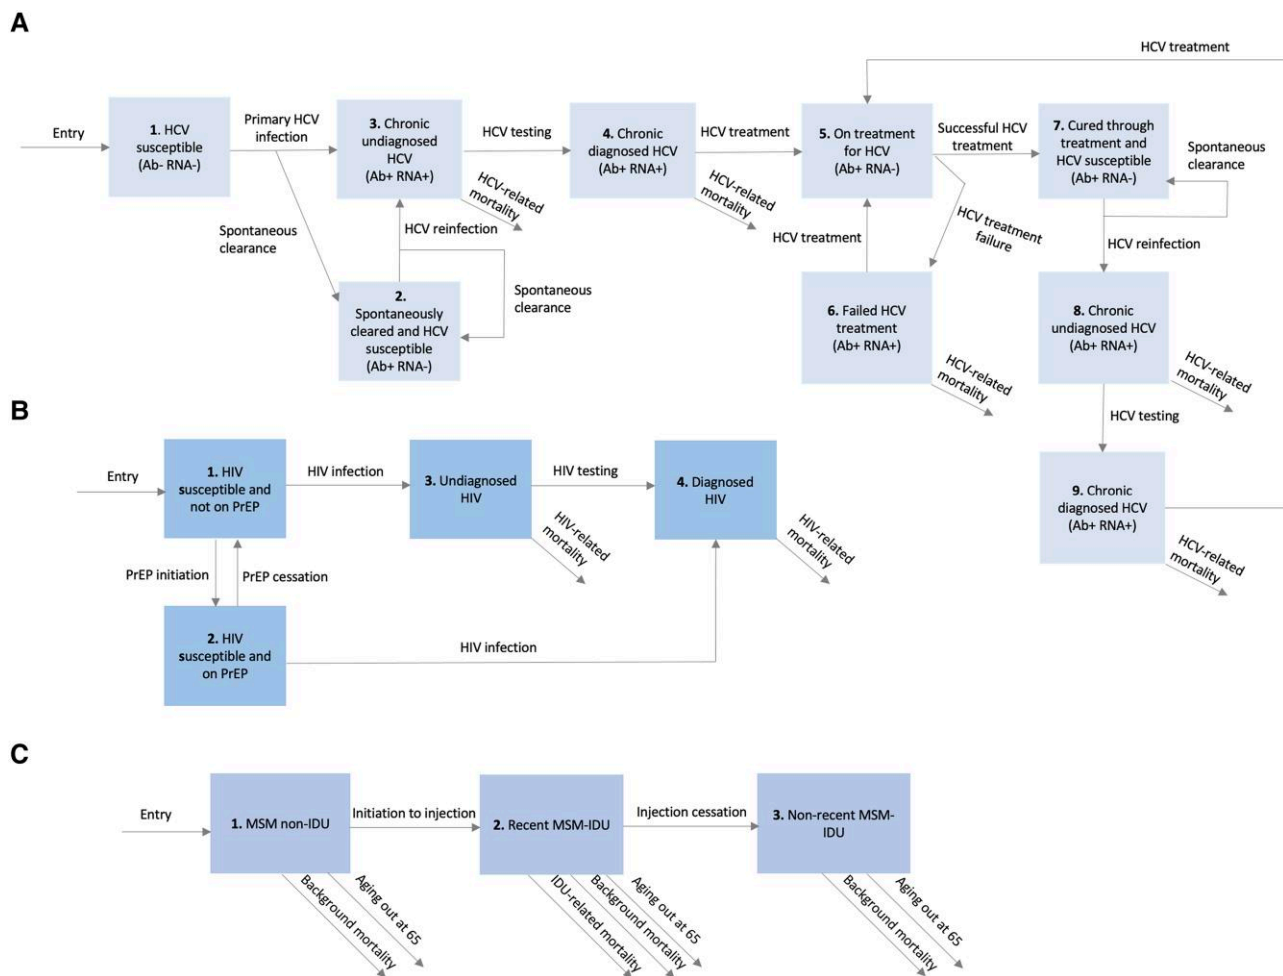 A
HCV treatment
Entry
1. HCV
susceptible
(Ab- RNA-)
Primary HCV
infection
3. Chronic
undiagnosed
HCV
(Ab+ RNA+)
HCV testing
4. Chronic
diagnosed HCV
(Ab+ RNA+)
HCV treatment
5. On treatment
for HCV
(Ab+ RNA-)
Successful HCV
treatment
7. Cured through
treatment and
HCV susceptible
(Ab+ RNA-)
Spontaneous
clearance
HCV-related
mortality
HCV-related
mortality
Spontaneous
clearance
HCV reinfection
Spontaneous
clearance
2.
Spontaneously
cleared and HCV
susceptible
(Ab+ RNA-)
HCV treatment
HCV treatment
failure
HCV reinfection
6. Failed HCV
treatment
(Ab+ RNA+)
HCV-related
mortality
8. Chronic
undiagnosed HCV
(Ab+ RNA+)
HCV-related
mortality
HCV testing
9. Chronic
diagnosed HCV
(Ab+ RNA+)
HCV-related
mortality
B
Entry
1. HIV
susceptible and
not on PrEP
HIV infection
3. Undiagnosed
HIV
HIV testing
4. Diagnosed
HIV
HIV-related
mortality
HIV-related
mortality
PrEP initiation
PrEP cessation
2. HIV
susceptible and
on PrEP
HIV infection
C
Entry
1. MSM non-IDU
Initiation to injection
2. Recent MSM-IDU
Injection cessation
3. Non-recent MSM-
IDU
Background mortality
Aging out at 65
IDU-related mortality
Background mortality
Aging out at 65
Background mortality
Aging out at 65